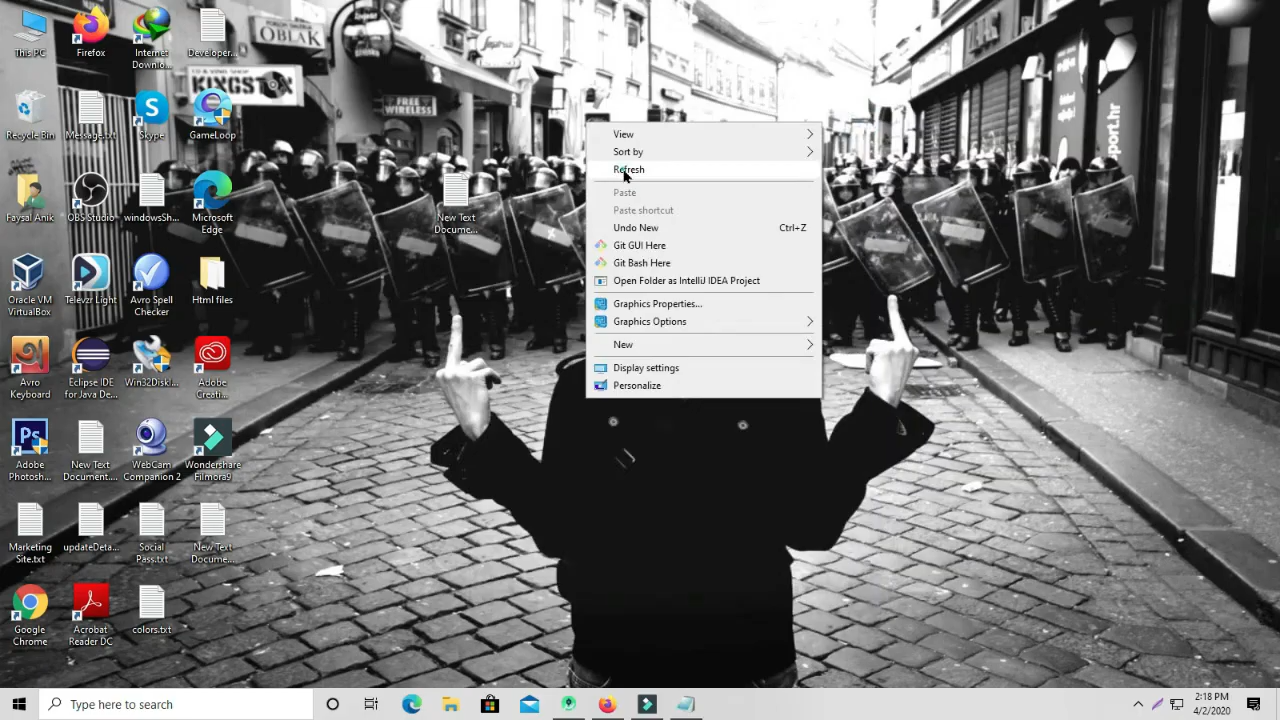 This PC
Firefox
Internet
Downlo...
Developer...
Recycle Bin
Message.txt
Skype
GameLoop
Faysal Anik
OBS Studio
windowsSh...
Microsoft
Edge
Oracle VM
VirtualBox
Televzr Light
Avro Spell
Checker
Html files
Avro
Keyboard
Eclipse IDE
for Java De...
Win32Diskl...
Adobe
Creati...
Adobe
Photosh...
New Text
Document....
WebCam
Companion 2
Wondershare
Filmora9
Marketing
Site.txt
updateDeta...
Social
Pass.txt
New Text
Docume...
Google
Chrome
Acrobat
Reader DC
colors.txt
New Text
Docume...
OBLAK
KINGSTON
FREE
WIRELESS
port.hr
View
Sort by
Refresh
Paste
Paste shortcut
Undo New Ctrl+Z
Git GUI Here
Git Bash Here
Open Folder as IntelliJ IDEA Project
Graphics Properties...
Graphics Options
New
Display settings
Personalize
Type here to search
2:18 PM
4/2/2020